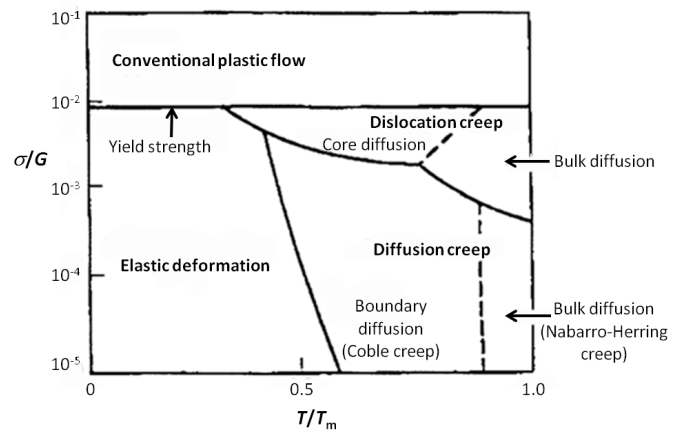 10-1
Conventional plastic flow
10-2
Yield strength
Dislocation creep
Core diffusion
σ/G
Bulk diffusion
10-3
Elastic deformation
Diffusion creep
10-4
Boundary
diffusion
(Coble creep)
Bulk diffusion
(Nabarro-Herring
creep)
10-5
0
0.5
1.0
T/Tm